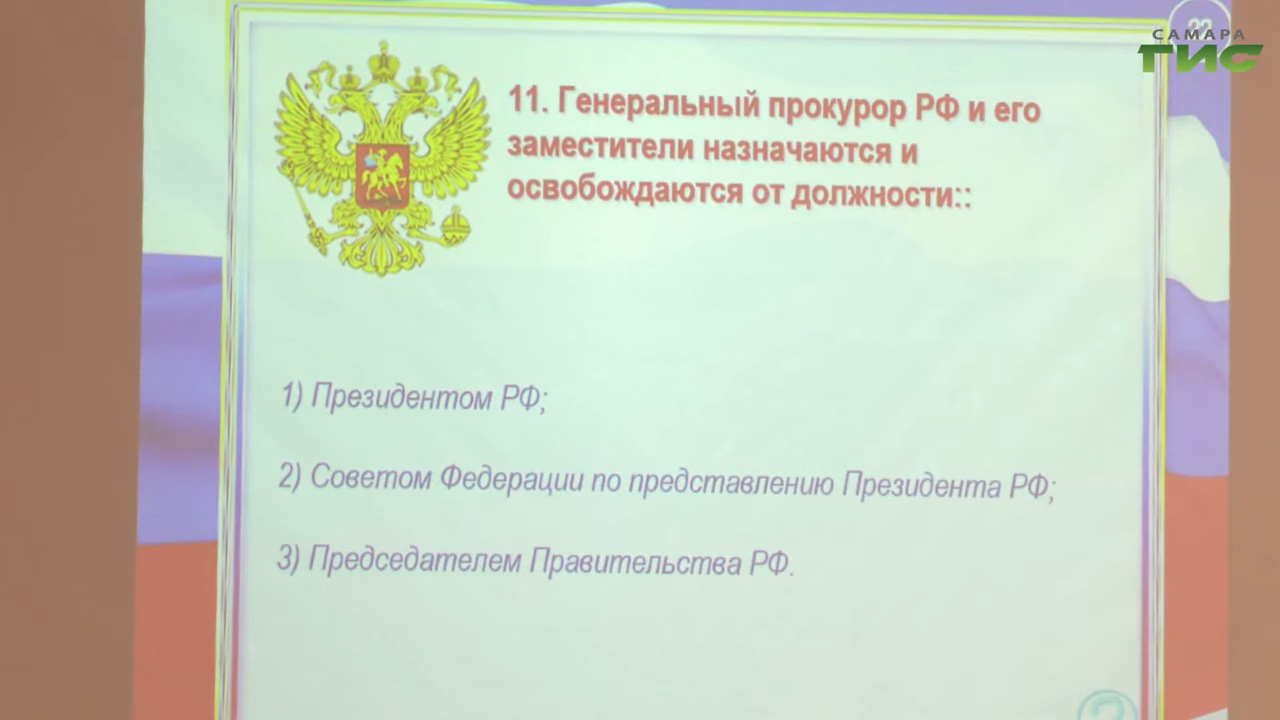 22
САМАРА
ГИС
11. Генеральный прокурор РФ и его
заместители назначаются и
освобождаются от должности::
1) Президентом РФ;
2) Советом Федерации по представлению Президента РФ;
3) Председателем Правительства РФ.